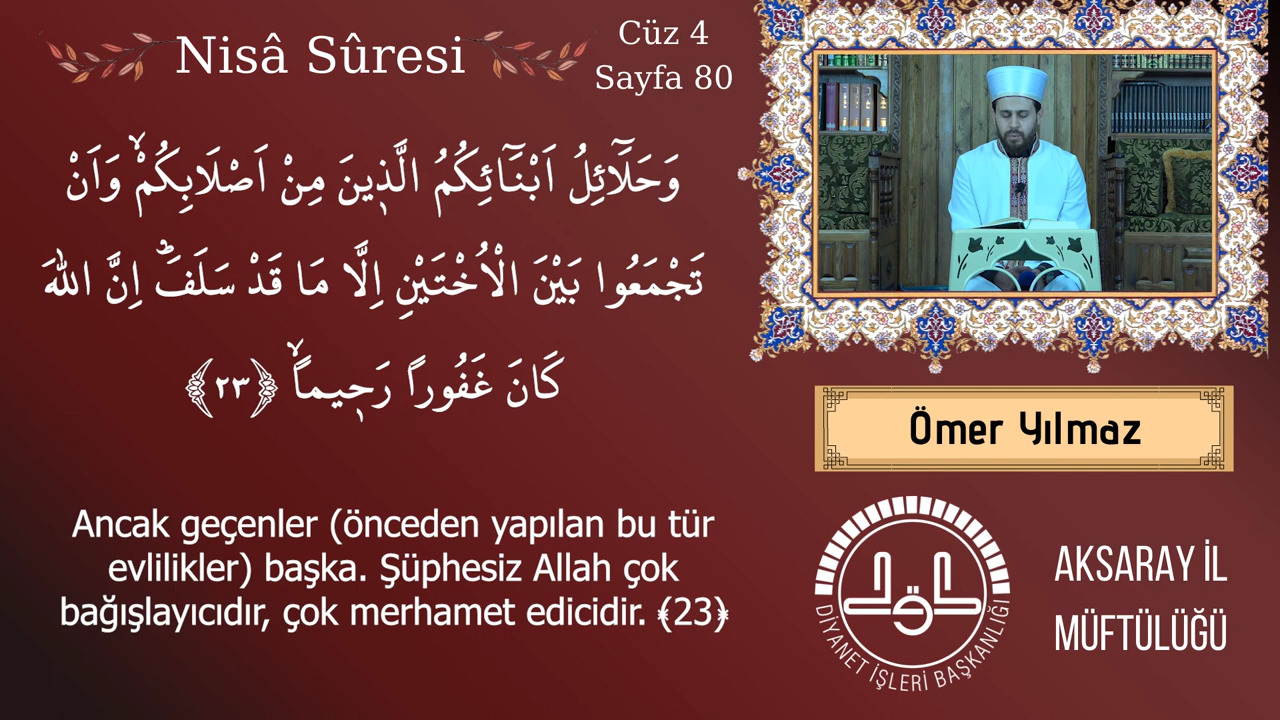 Nisâ Sûresi
Cüz 4
Sayfa 80
وَحَلَٓائِلُ اَبْنَٓائِكُمُ الَّذ۪ينَ مِنْ اَصْلَابِكُمْۙ وَاَنْ
تَجْمَعُوا بَيْنَ الْاُخْتَيْنِ اِلَّا مَا قَدْ سَلَفَۜ اِنَّ اللّٰهَ
كَانَ غَفُوراً رَح۪يماًۙ ﴿٢٣﴾
Ancak geçenler (önceden yapılan bu tür
evlilikler) başka. Şüphesiz Allah çok
bağışlayıcıdır, çok merhamet edicidir. ﴾23﴿
Ömer Yılmaz
DİYANET İŞLERİ BAŞKANLIĞI
AKSARAY İL
MÜFTÜLÜĞÜ